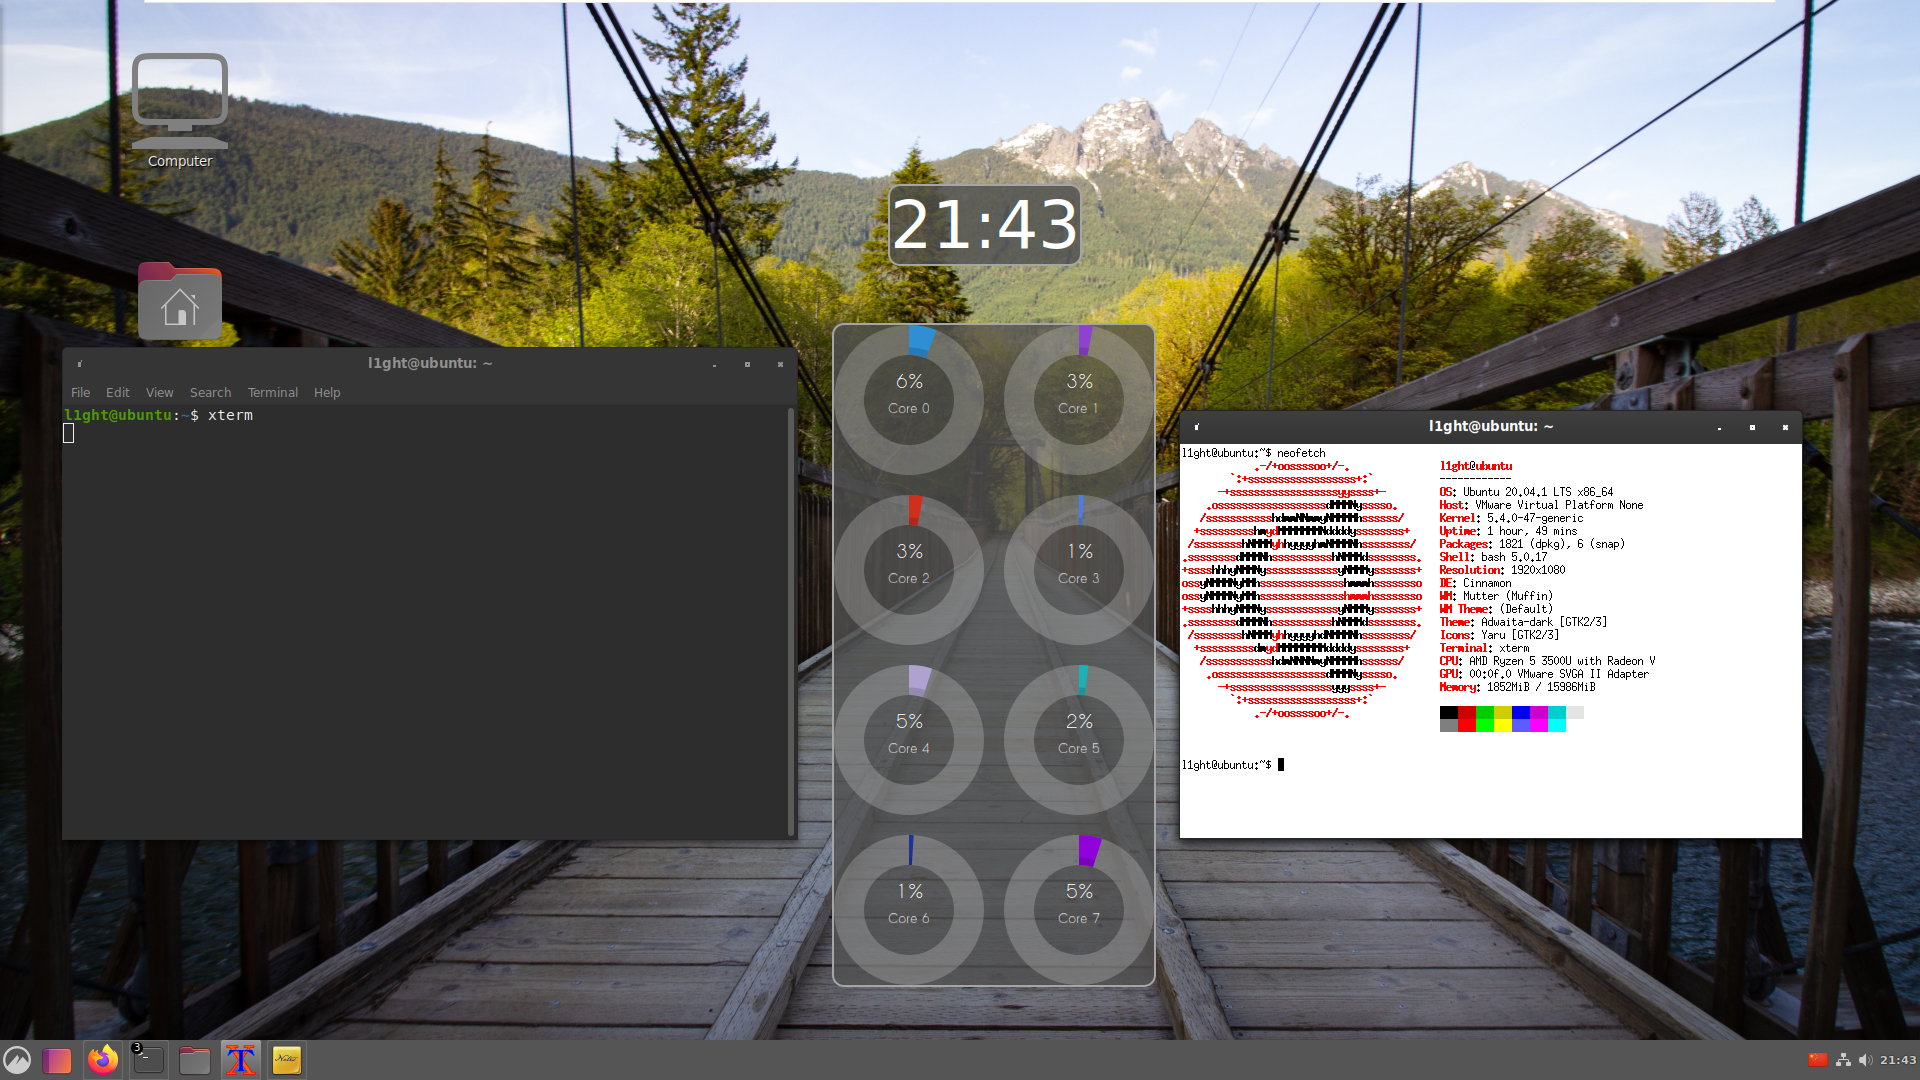 Computer
21:43
l1ght@ubuntu: ~
File Edit View Search Terminal Help
l1ght@ubuntu:~$ xterm
6%
Core 0
3%
Core 1
3%
Core 2
1%
Core 3
5%
Core 4
2%
Core 5
1%
Core 6
5%
Core 7
l1ght@ubuntu: ~
l1ght@ubuntu:~$ neofetch
l1ght@ubuntu
------------
OS: Ubuntu 20.04.1 LTS x86_64
Host: VMware Virtual Platform None
Kernel: 5.4.0-47-generic
Uptime: 1 hour, 49 mins
Packages: 1821 (dpkg), 6 (snap)
Shell: bash 5.0.17
Resolution: 1920x1080
DE: Cinnamon
WM: Mutter (Muffin)
WM Theme: (Default)
Theme: Adwaita-dark [GTK2/3]
Icons: Yaru [GTK2/3]
Terminal: xterm
CPU: AMD Ryzen 5 3500U with Radeon V
GPU: 00:0f.0 VMware SVGA II Adapter
Memory: 1852MiB / 15986MiB
l1ght@ubuntu:~$
3
Notes
21:43